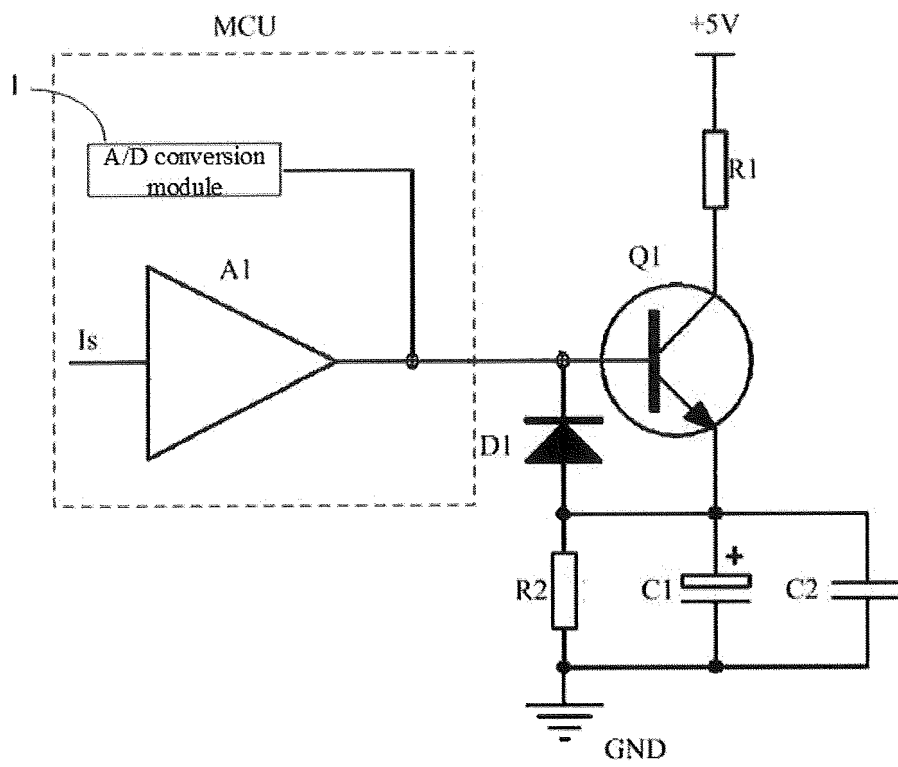 MCU
+5V
1
A/D conversion
module
R1
A1
Q1
Is
D1
+
R2
C1
C2
GND